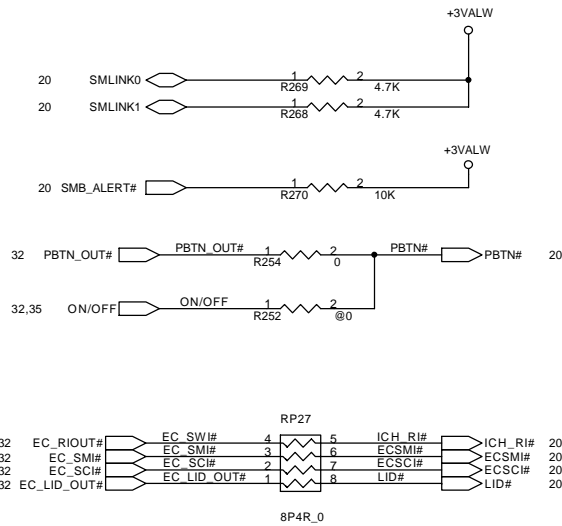 +3VALW
20 SMLINK0 1 2
R269 4.7K
20 SMLINK1 1 2
R268 4.7K
+3VALW
20 SMB_ALERT# 1 2
R270 10K
32 PBTN_OUT# PBTN_OUT# 1 2 PBTN# PBTN# 20
R254 0
32,35 ON/OFF ON/OFF 1 2
R252 @0
RP27
32 EC_RIOUT# EC_SWI# 4 5 ICH_RI# ICH_RI# 20
32 EC_SMI# EC_SMI# 3 6 ECSMI# ECSMI# 20
32 EC_SCI# EC_SCI# 2 7 ECSCI# ECSCI# 20
32 EC_LID_OUT# EC_LID_OUT# 1 8 LID# LID# 20
8P4R_0